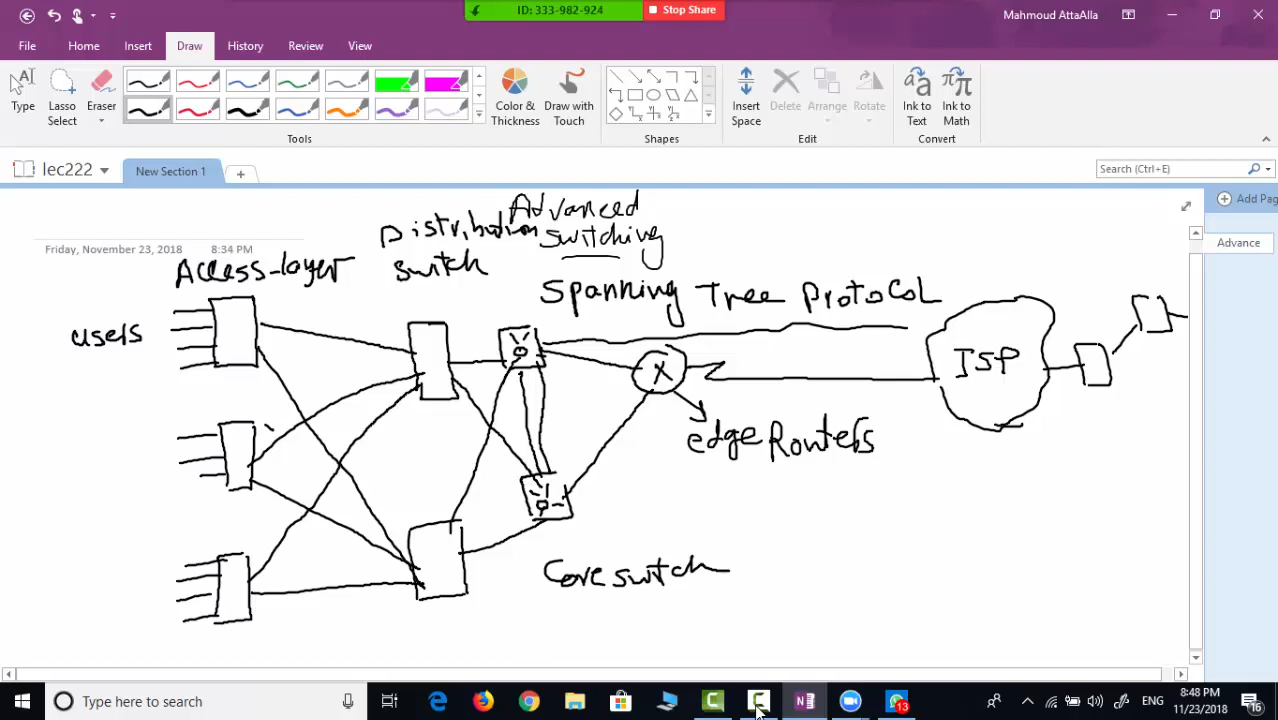 ID: 333-982-924
Stop Share
Mahmoud AttaAlla
File Home Insert Draw History Review View
Type
Lasso Select
Eraser
Color & Thickness
Draw with Touch
Insert Space
Delete
Arrange
Rotate
Ink to Text
Ink to Math
Tools
Shapes
Edit
Convert
lec222
New Section 1
Search (Ctrl+E)
Add Pag
Advance
Friday, November 23, 2018 8:34 PM
Advanced
switching
Distribution
switch
Access-layer
Spanning Tree Protocol
users
ISP
X
edge Routers
Core switch
Type here to search
13
ENG
8:48 PM
11/23/2018
16